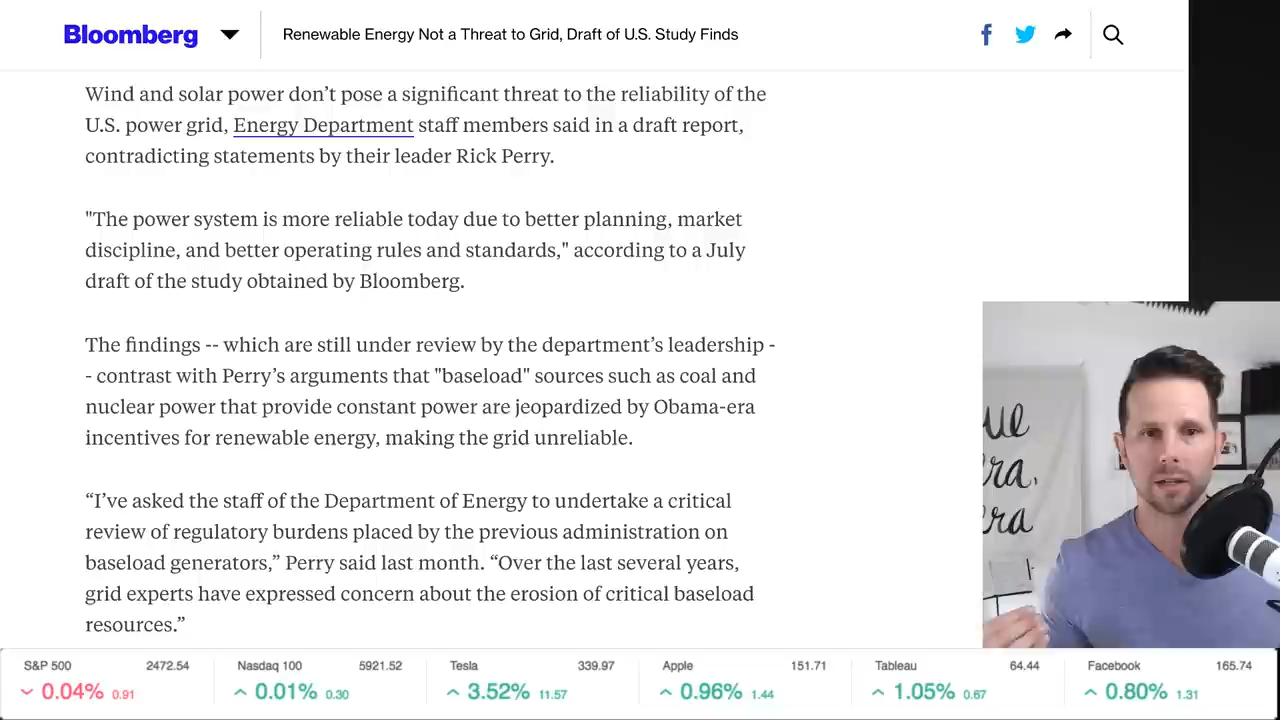 Bloomberg
Renewable Energy Not a Threat to Grid, Draft of U.S. Study Finds
Wind and solar power don’t pose a significant threat to the reliability of the
U.S. power grid, Energy Department staff members said in a draft report,
contradicting statements by their leader Rick Perry.
"The power system is more reliable today due to better planning, market
discipline, and better operating rules and standards," according to a July
draft of the study obtained by Bloomberg.
The findings -- which are still under review by the department’s leadership -
- contrast with Perry’s arguments that "baseload" sources such as coal and
nuclear power that provide constant power are jeopardized by Obama-era
incentives for renewable energy, making the grid unreliable.
“I’ve asked the staff of the Department of Energy to undertake a critical
review of regulatory burdens placed by the previous administration on
baseload generators,” Perry said last month. “Over the last several years,
grid experts have expressed concern about the erosion of critical baseload
resources.”
S&P 500 2472.54
0.04% 0.91
Nasdaq 100 5921.52
0.01% 0.30
Tesla 339.97
3.52% 11.57
Apple 151.71
0.96% 1.44
Tableau 64.44
1.05% 0.67
Facebook 165.74
0.80% 1.31